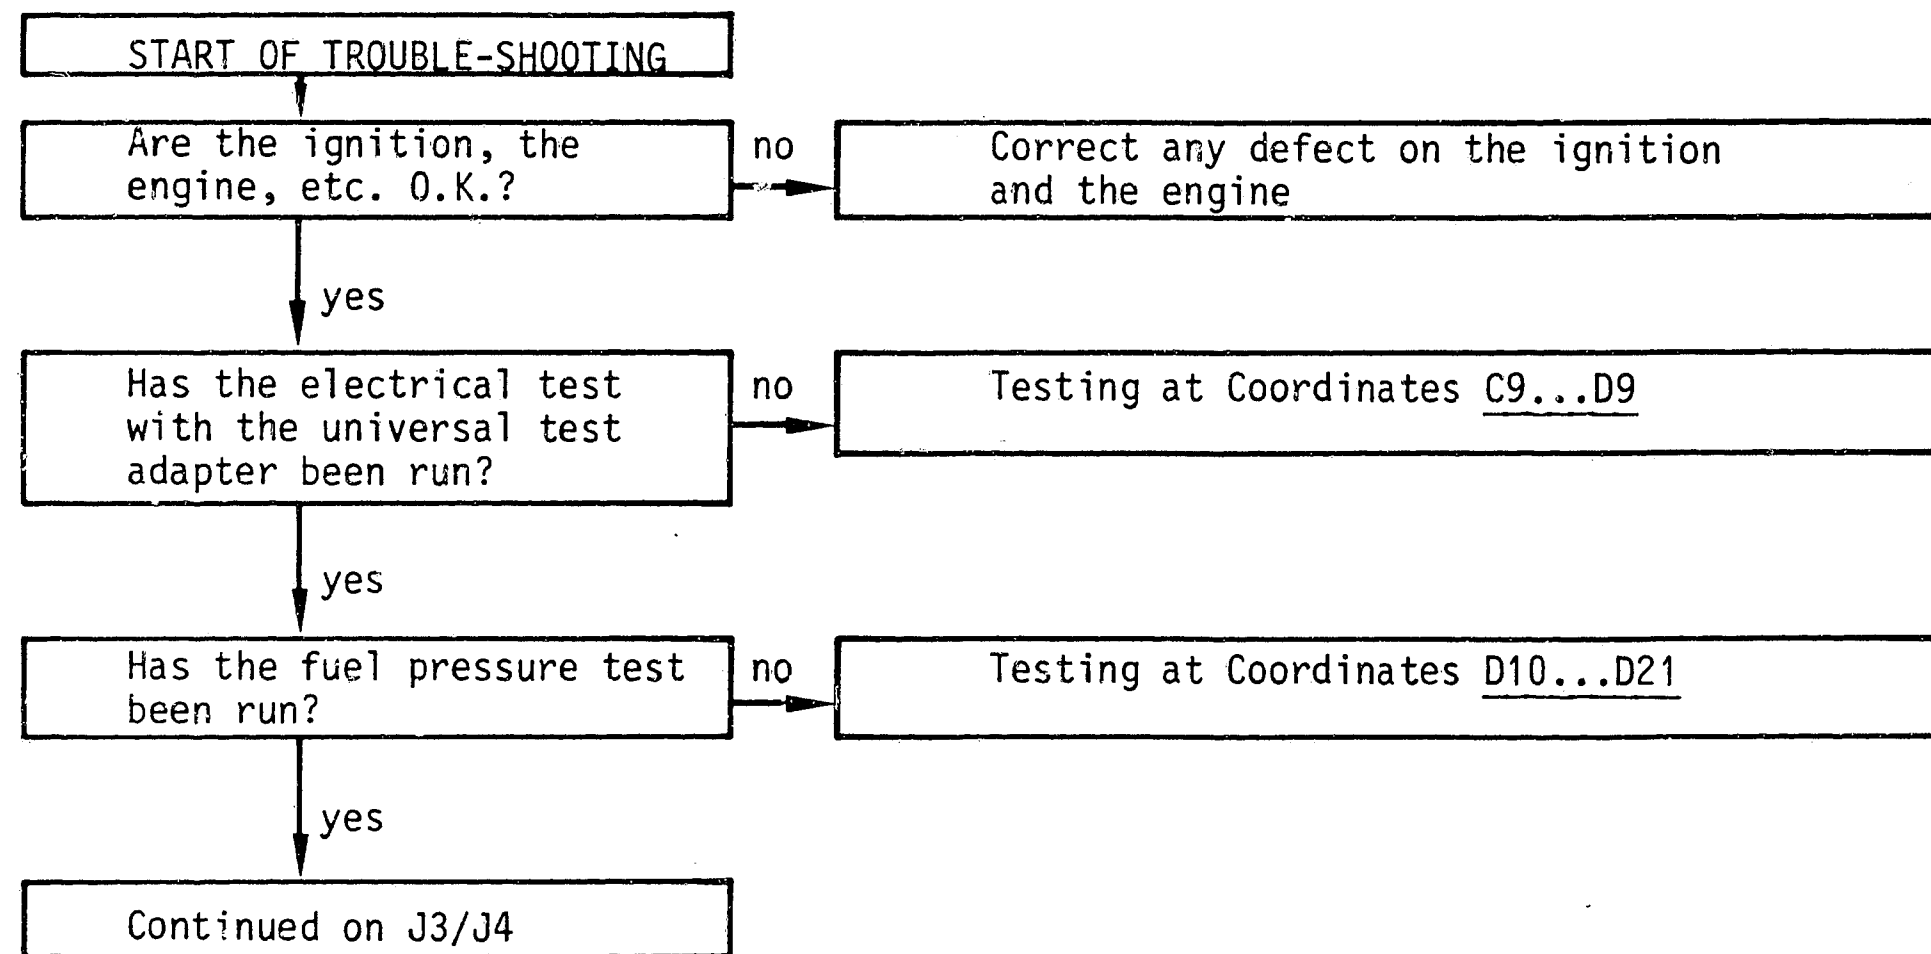 START OF TROUBLE-SHOOTING
Are the ignition, the
engine, etc. O.K.?
no
Correct any defect on the ignition
and the engine
yes
Has the electrical test
with the universal test
adapter been run?
no
Testing at Coordinates C9...D9
yes
Has the fuel pressure test
been run?
no
Testing at Coordinates D10...D21
yes
Continued on J3/J4